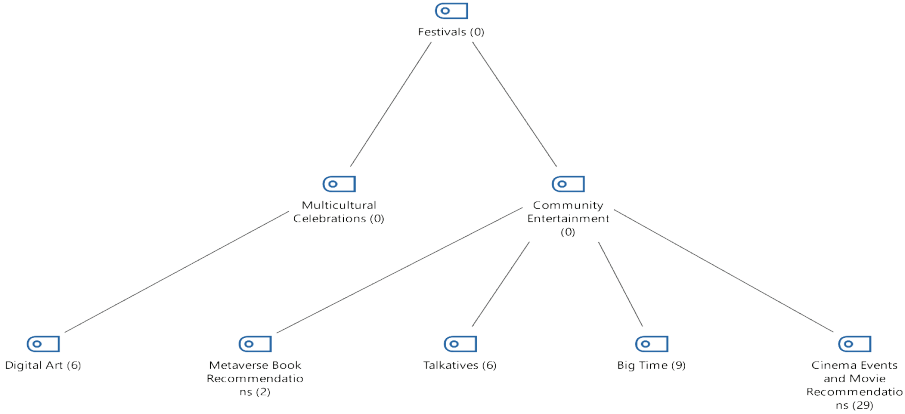 Festivals (0)
Multicultural
Celebrations (0)
Community
Entertainment
(0)
Digital Art (6)
Metaverse Book
Recommendatio
ns (2)
Talkatives (6)
Big Time (9)
Cinema Events
and Movie
Recommendatio
ns (29)